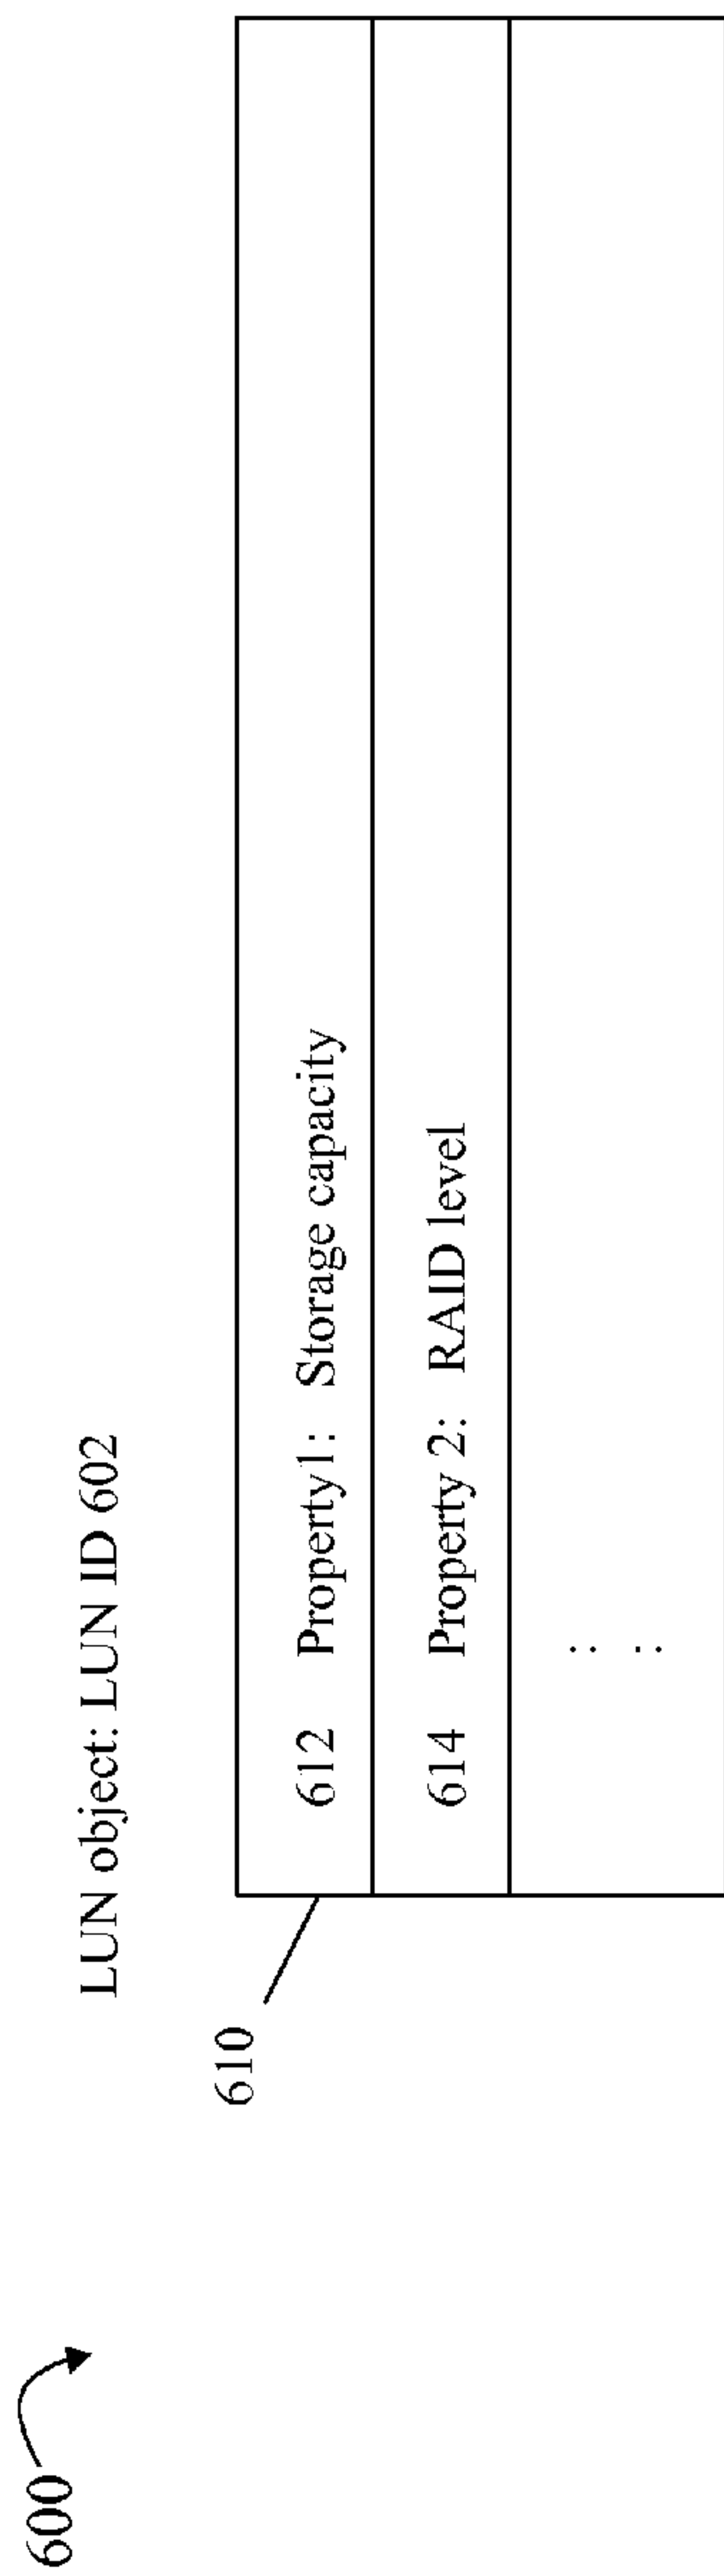 600
LUN object: LUN ID 602
610
612 Property1: Storage capacity
614 Property 2: RAID level
: :